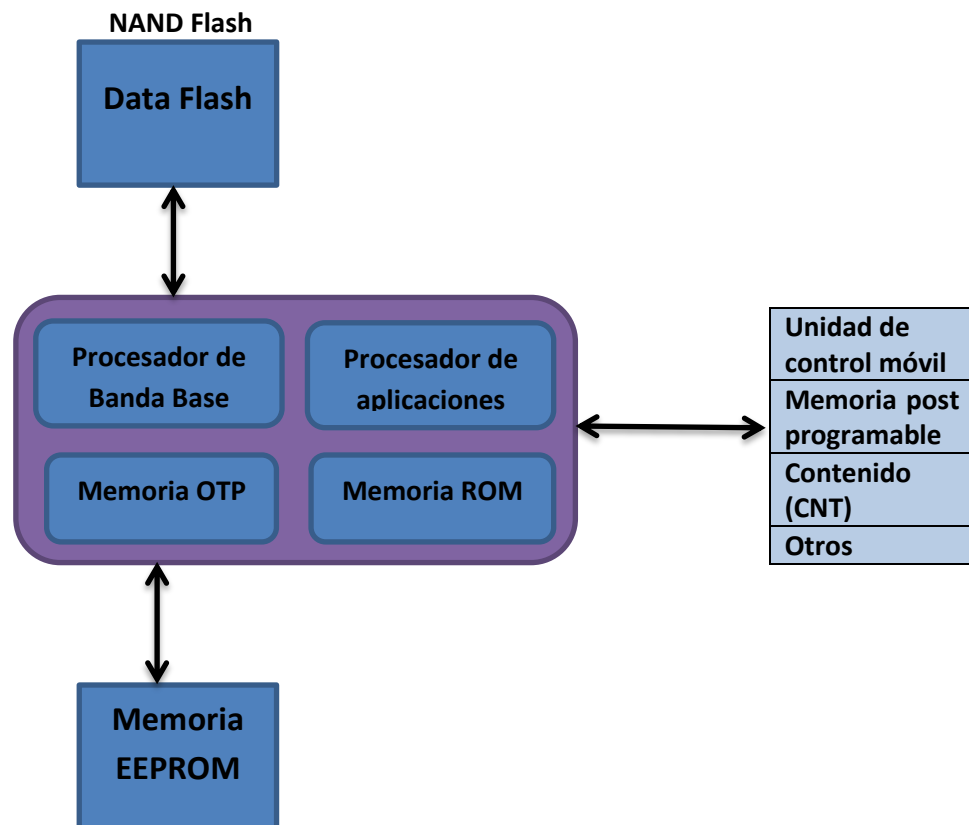 NAND Flash
Data Flash
Procesador de
Banda Base
Procesador de
aplicaciones
Memoria OTP
Memoria ROM
Unidad de
control móvil
Memoria post
programable
Contenido
(CNT)
Otros
Memoria
EEPROM